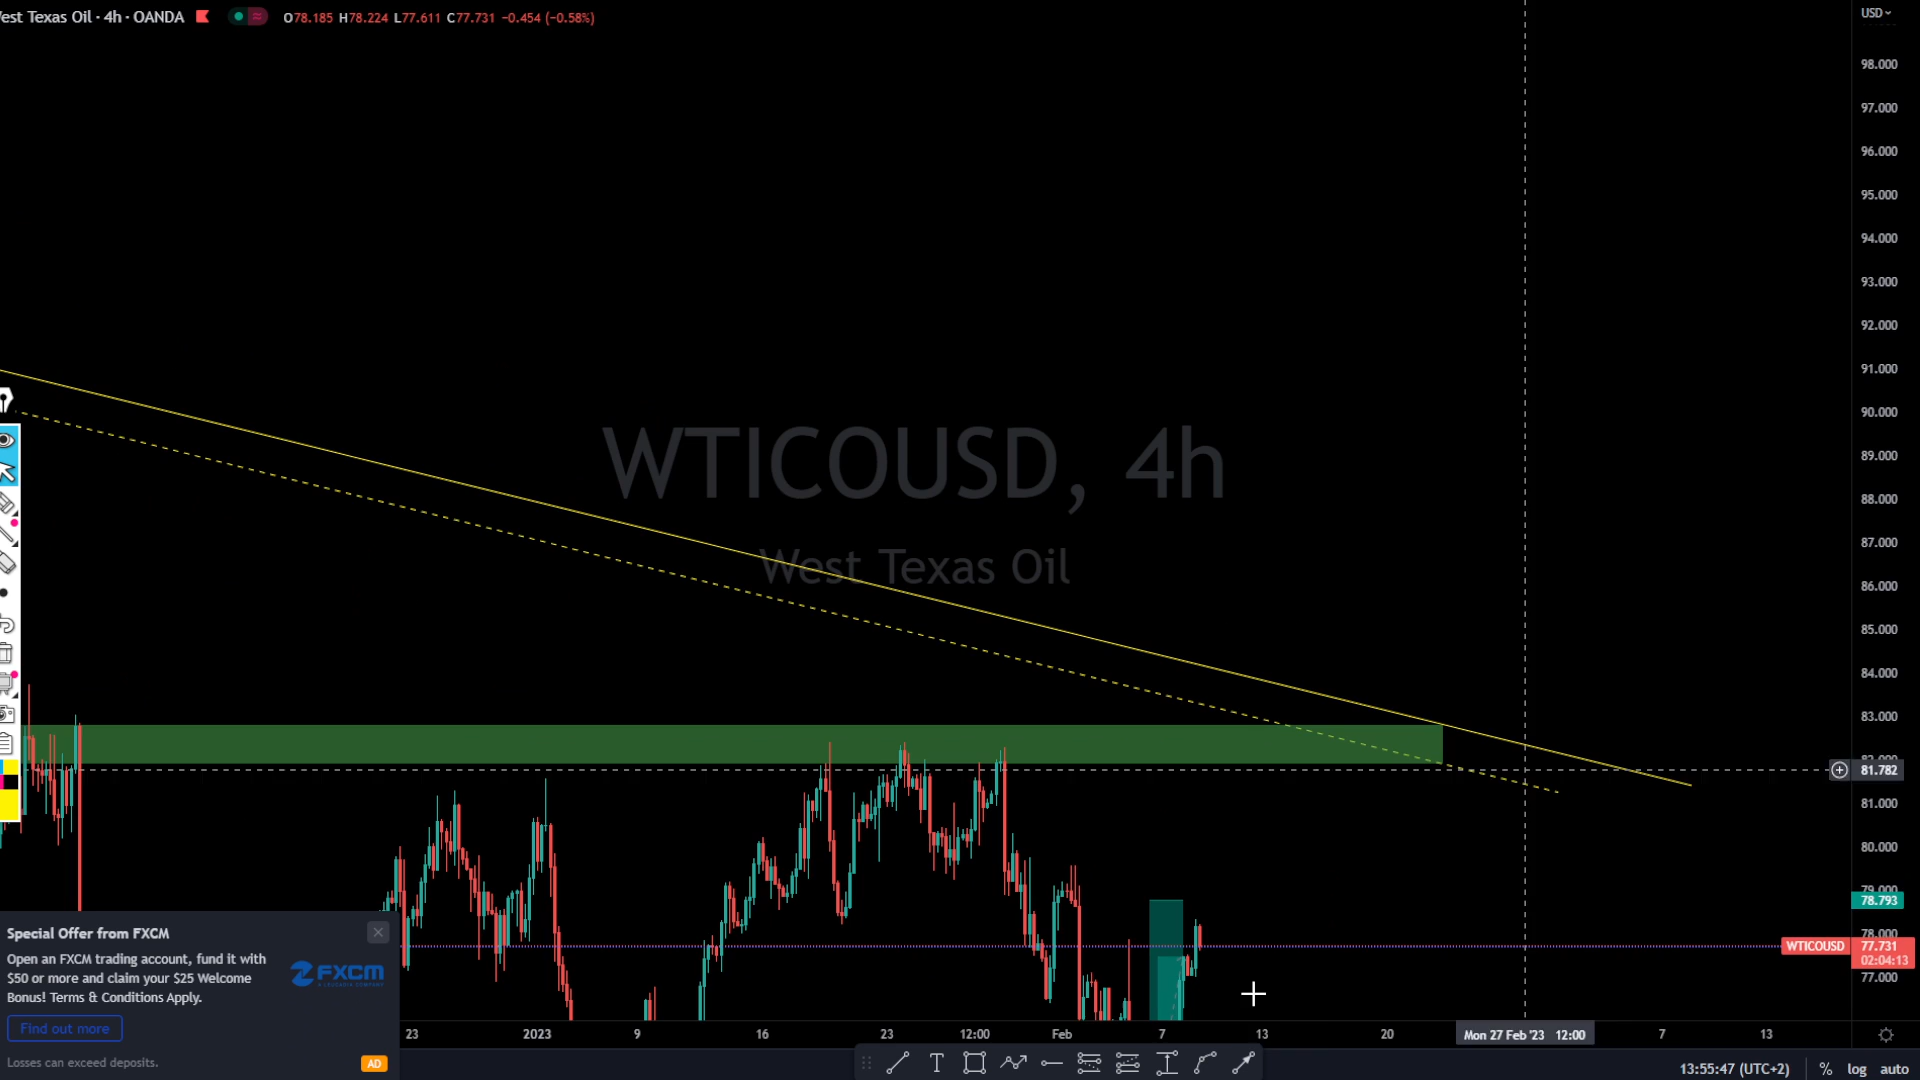 est Texas Oil · 4h · OANDA
O78.185 H78.224 L77.611 C77.731 −0.454 (−0.58%)
USD
98.000
97.000
96.000
95.000
94.000
93.000
92.000
91.000
90.000
89.000
88.000
87.000
86.000
85.000
84.000
83.000
82.000
81.782
81.000
80.000
79.000
78.793
78.000
WTICOUSD 77.731
02:04:13
77.000
WTICOUSD, 4h
West Texas Oil
Special Offer from FXCM
Open an FXCM trading account, fund it with
$50 or more and claim your $25 Welcome
Bonus! Terms & Conditions Apply.
FXCM
Find out more
Losses can exceed deposits.
AD
23 2023 9 16 23 12:00 Feb 7 13 20 Mon 27 Feb '23 12:00 7 13
T
13:55:47 (UTC+2) % log auto